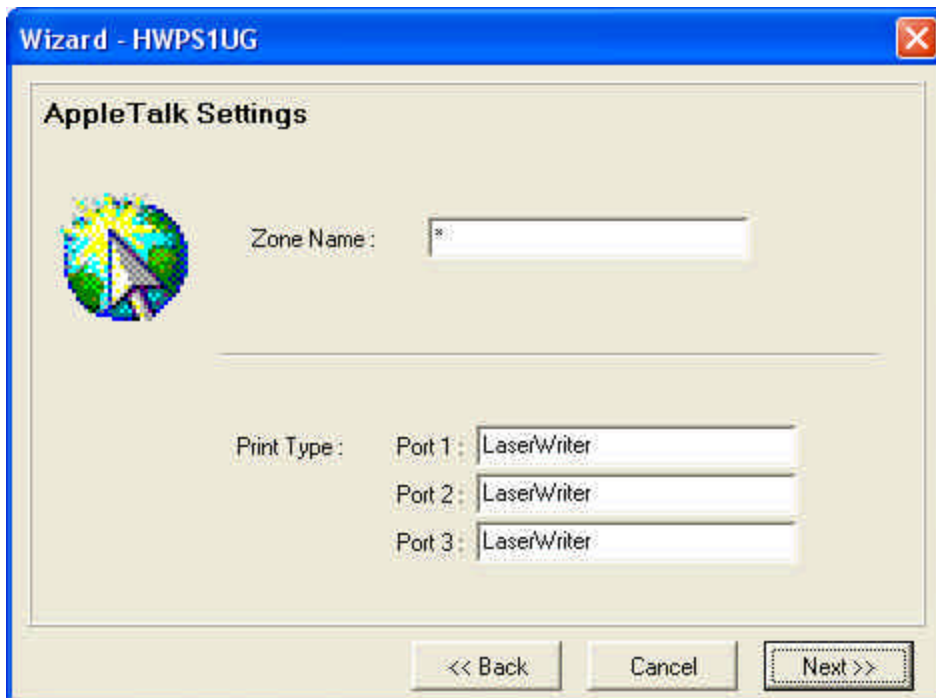 Wizard - HWPS1UG
AppleTalk Settings
Zone Name : *
Print Type : Port 1 : LaserWriter
Port 2 : LaserWriter
Port 3 : LaserWriter
<< Back Cancel Next >>